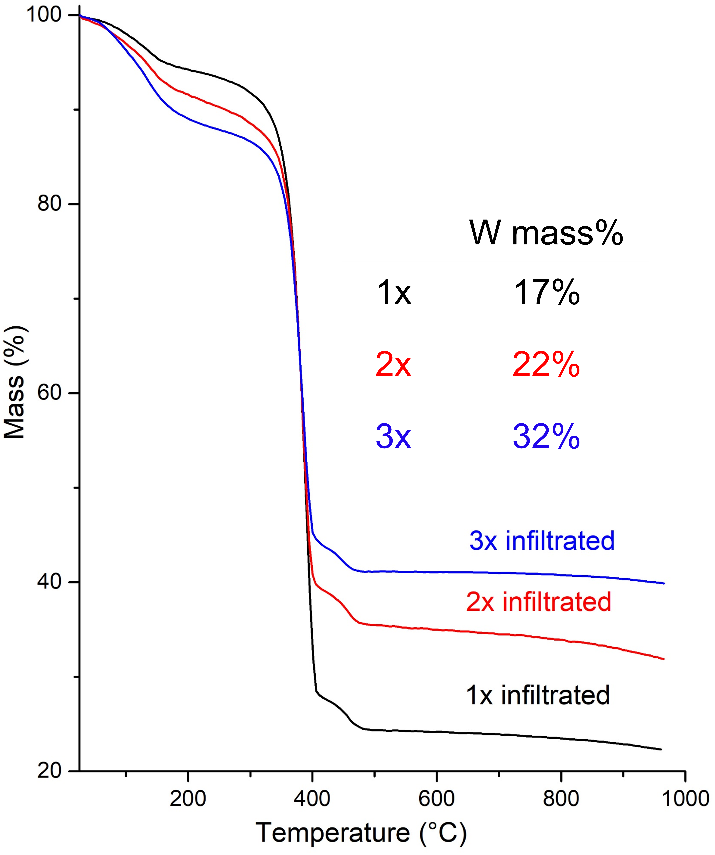 100
80
60
40
20
Mass (%)
W mass%
1x 17%
2x 22%
3x 32%
3x infiltrated
2x infiltrated
1x infiltrated
200 400 600 800 1000
Temperature (°C)